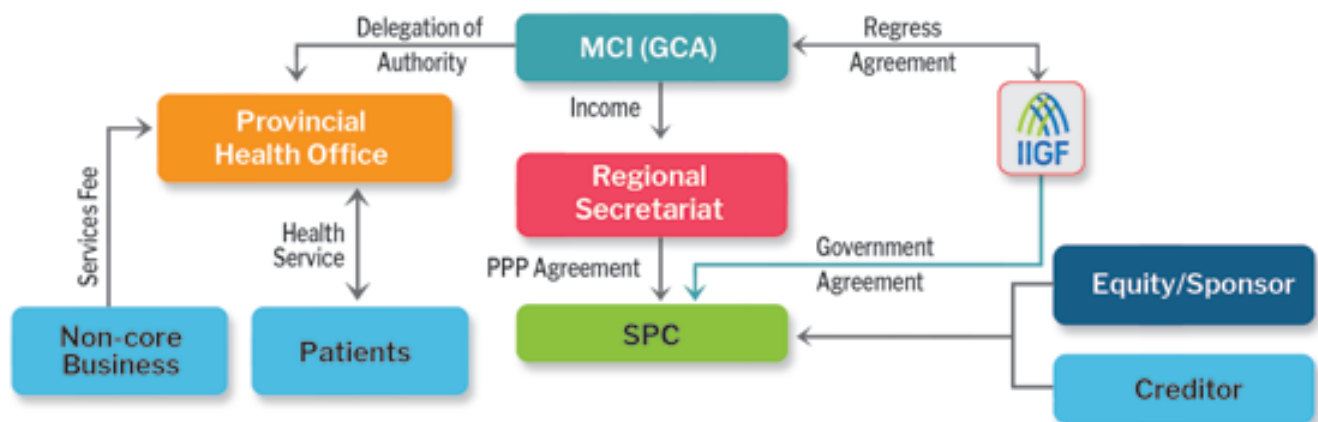 Delegation of
Authority
MCI (GCA)
Regress
Agreement
Income
Provincial
Health Office
IIGF
Regional
Secretariat
Services Fee
Health
Service
PPP Agreement
Government
Agreement
Equity/Sponsor
Non-core
Business
Patients
SPC
Creditor